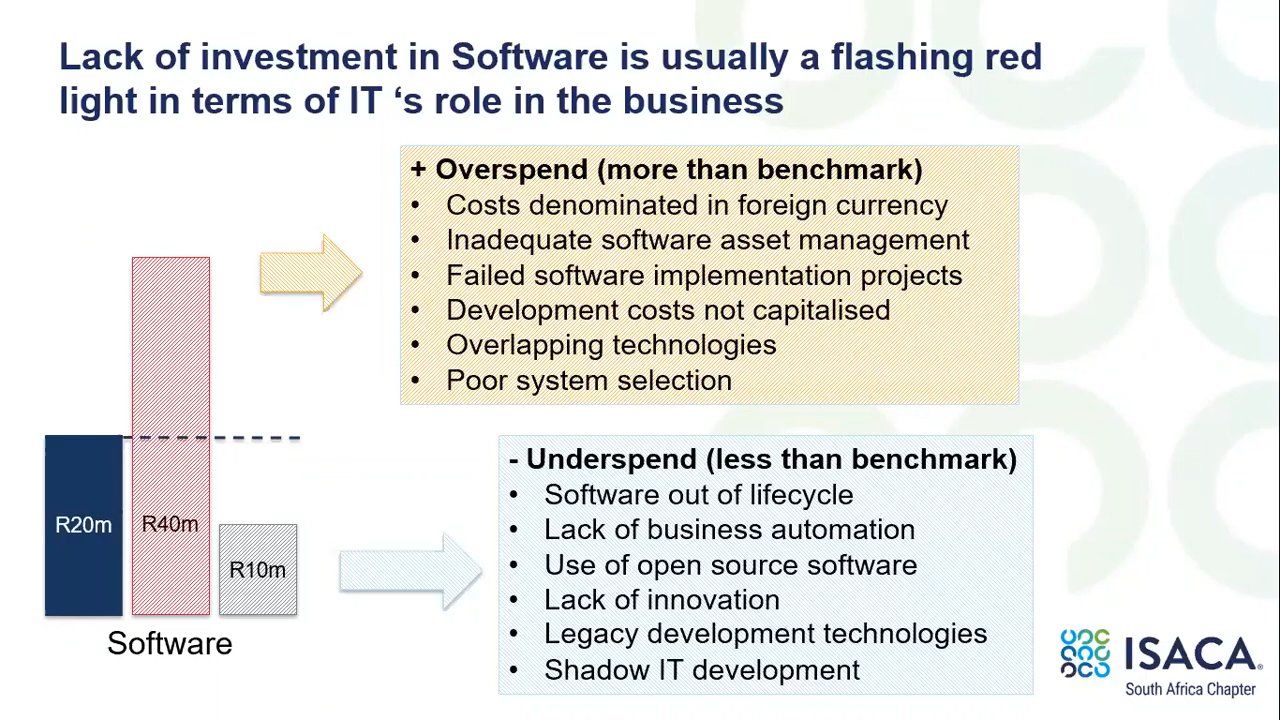 Lack of investment in Software is usually a flashing red
light in terms of IT ‘s role in the business
+ Overspend (more than benchmark)
• Costs denominated in foreign currency
• Inadequate software asset management
• Failed software implementation projects
• Development costs not capitalised
• Overlapping technologies
• Poor system selection
R20m
R40m
R10m
Software
- Underspend (less than benchmark)
• Software out of lifecycle
• Lack of business automation
• Use of open source software
• Lack of innovation
• Legacy development technologies
• Shadow IT development
ISACA®
South Africa Chapter